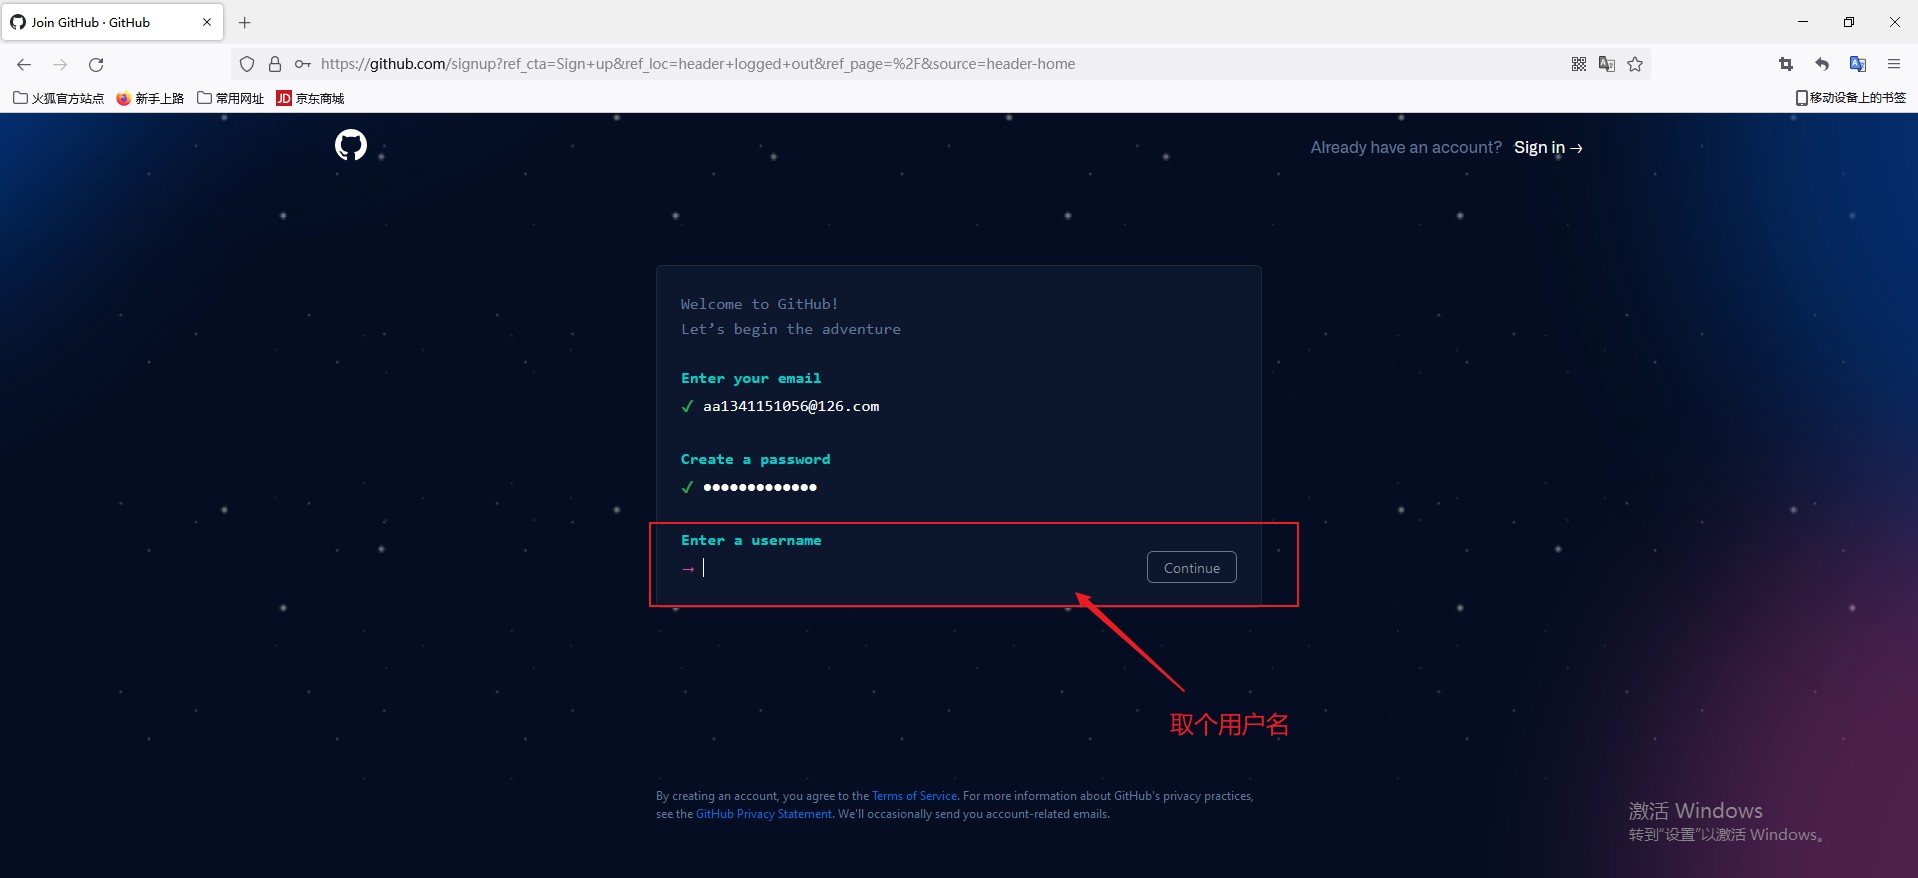 Join GitHub · GitHub
https://github.com/signup?ref_cta=Sign+up&ref_loc=header+logged+out&ref_page=%2F&source=header-home
火狐官方站点 新手上路 常用网址 JD 京东商城 移动设备上的书签
Already have an account? Sign in →
Welcome to GitHub!
Let’s begin the adventure
Enter your email
✓ aa1341151056@126.com
Create a password
✓ •••••••••••••
Enter a username
→
Continue
取个用户名
By creating an account, you agree to the Terms of Service. For more information about GitHub's privacy practices,
see the GitHub Privacy Statement. We'll occasionally send you account-related emails.
激活 Windows
转到“设置”以激活 Windows。